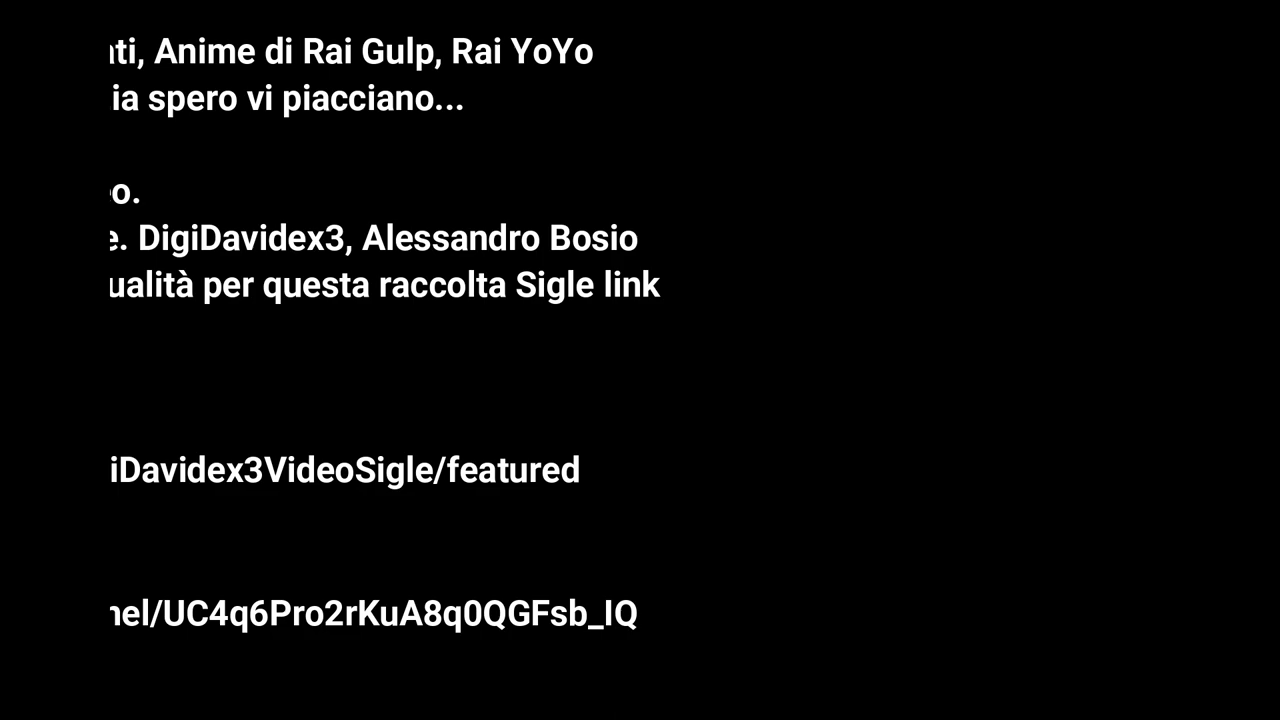 ti, Anime di Rai Gulp, Rai YoYo
ia spero vi piacciano...
o.
e. DigiDavidex3, Alessandro Bosio
ualità per questa raccolta Sigle link
iDavidex3VideoSigle/featured
nel/UC4q6Pro2rKuA8q0QGFsb_IQ